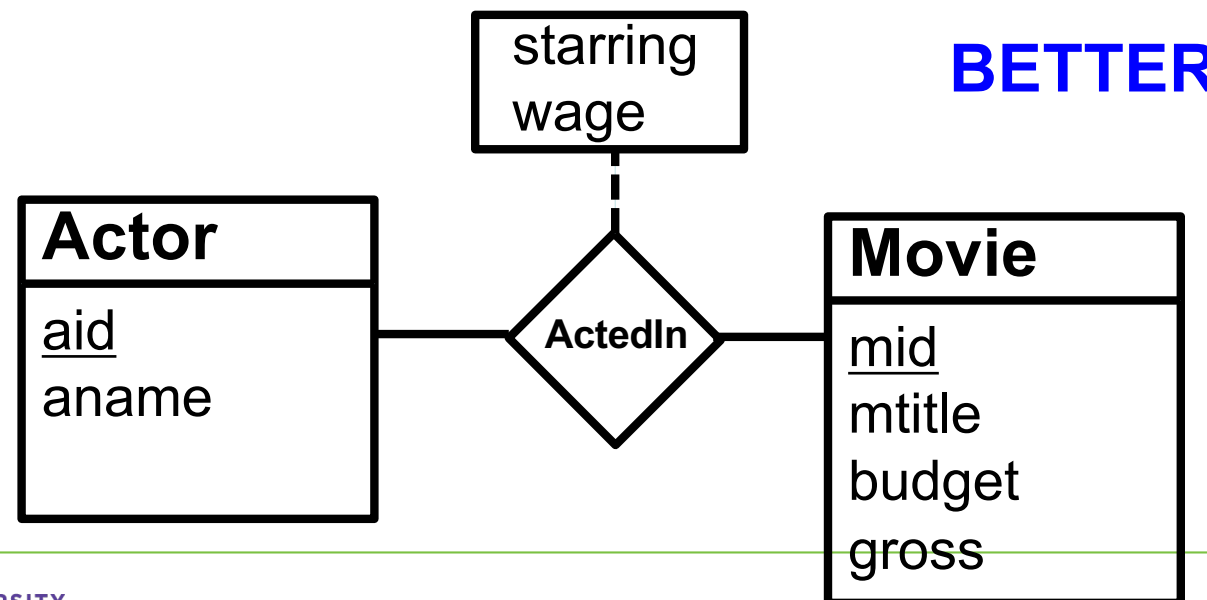 starring
wage
BETTER
Actor
aid
aname
ActedIn
Movie
mid
mtitle
budget
gross